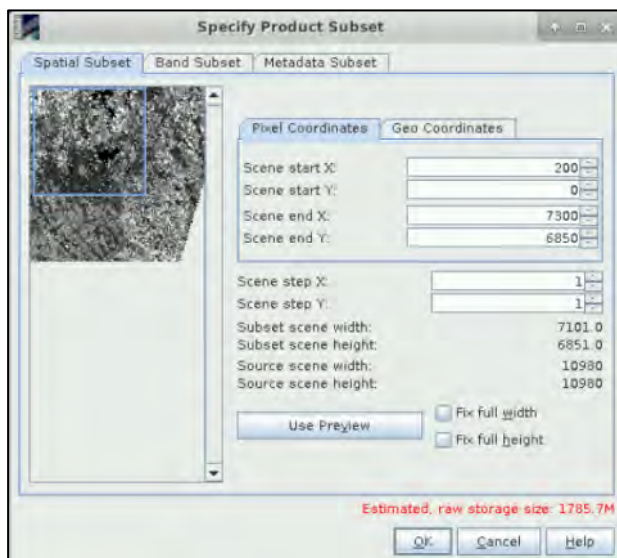 Specify Product Subset
Spatial Subset Band Subset Metadata Subset
Pixel Coordinates Geo Coordinates
Scene start X: 200
Scene start Y: 0
Scene end X: 7300
Scene end Y: 6850
Scene step X: 1
Scene step Y: 1
Subset scene width: 7101.0
Subset scene height: 6851.0
Source scene width: 10980
Source scene height: 10980
Use Preview
Fix full width
Fix full height
Estimated, raw storage size: 1785.7M
OK Cancel Help